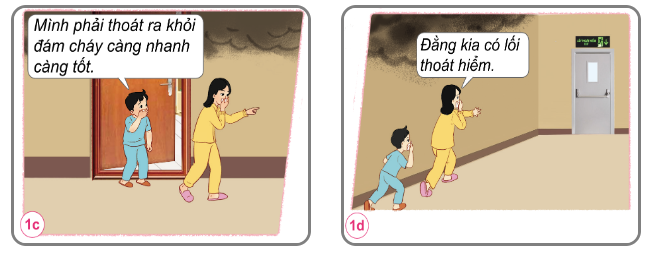 Mình phải thoát ra khỏi
đám cháy càng nhanh
càng tốt.
1c
Đằng kia có lối
thoát hiểm.
1d